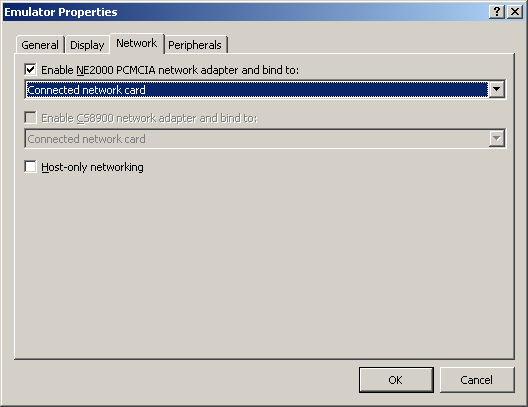 Emulator Properties
General Display Network Peripherals
Enable NE2000 PCMCIA network adapter and bind to:
Connected network card
Enable CS8900 network adapter and bind to:
Connected network card
Host-only networking
OK Cancel